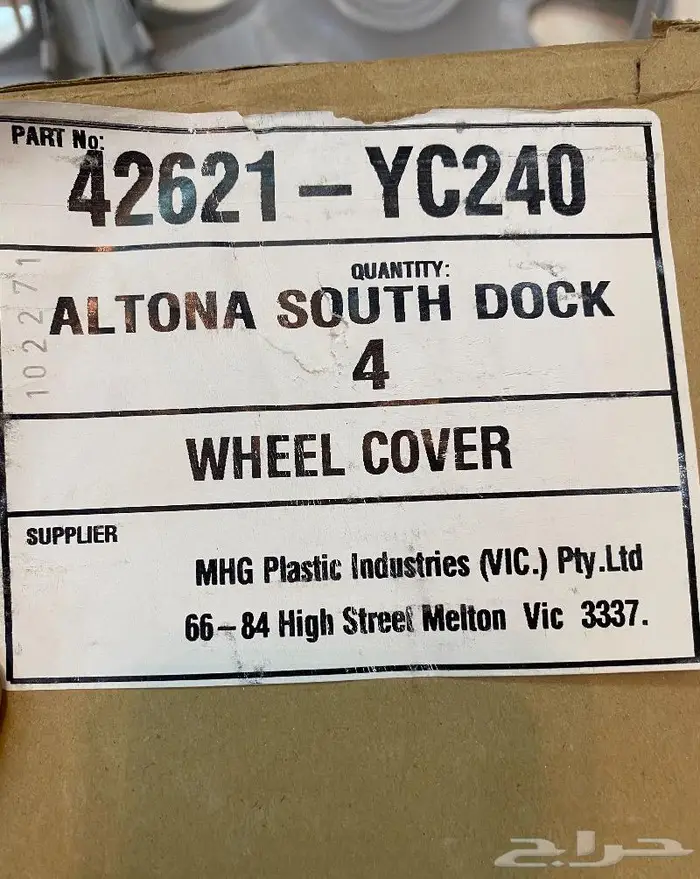 PART No:
42621-YC240
QUANTITY:
ALTONA SOUTH DOCK
4
102271
WHEEL COVER
SUPPLIER
MHG Plastic Industries (VIC.) Pty.Ltd
66-84 High Street Melton Vic 3337.
حراج